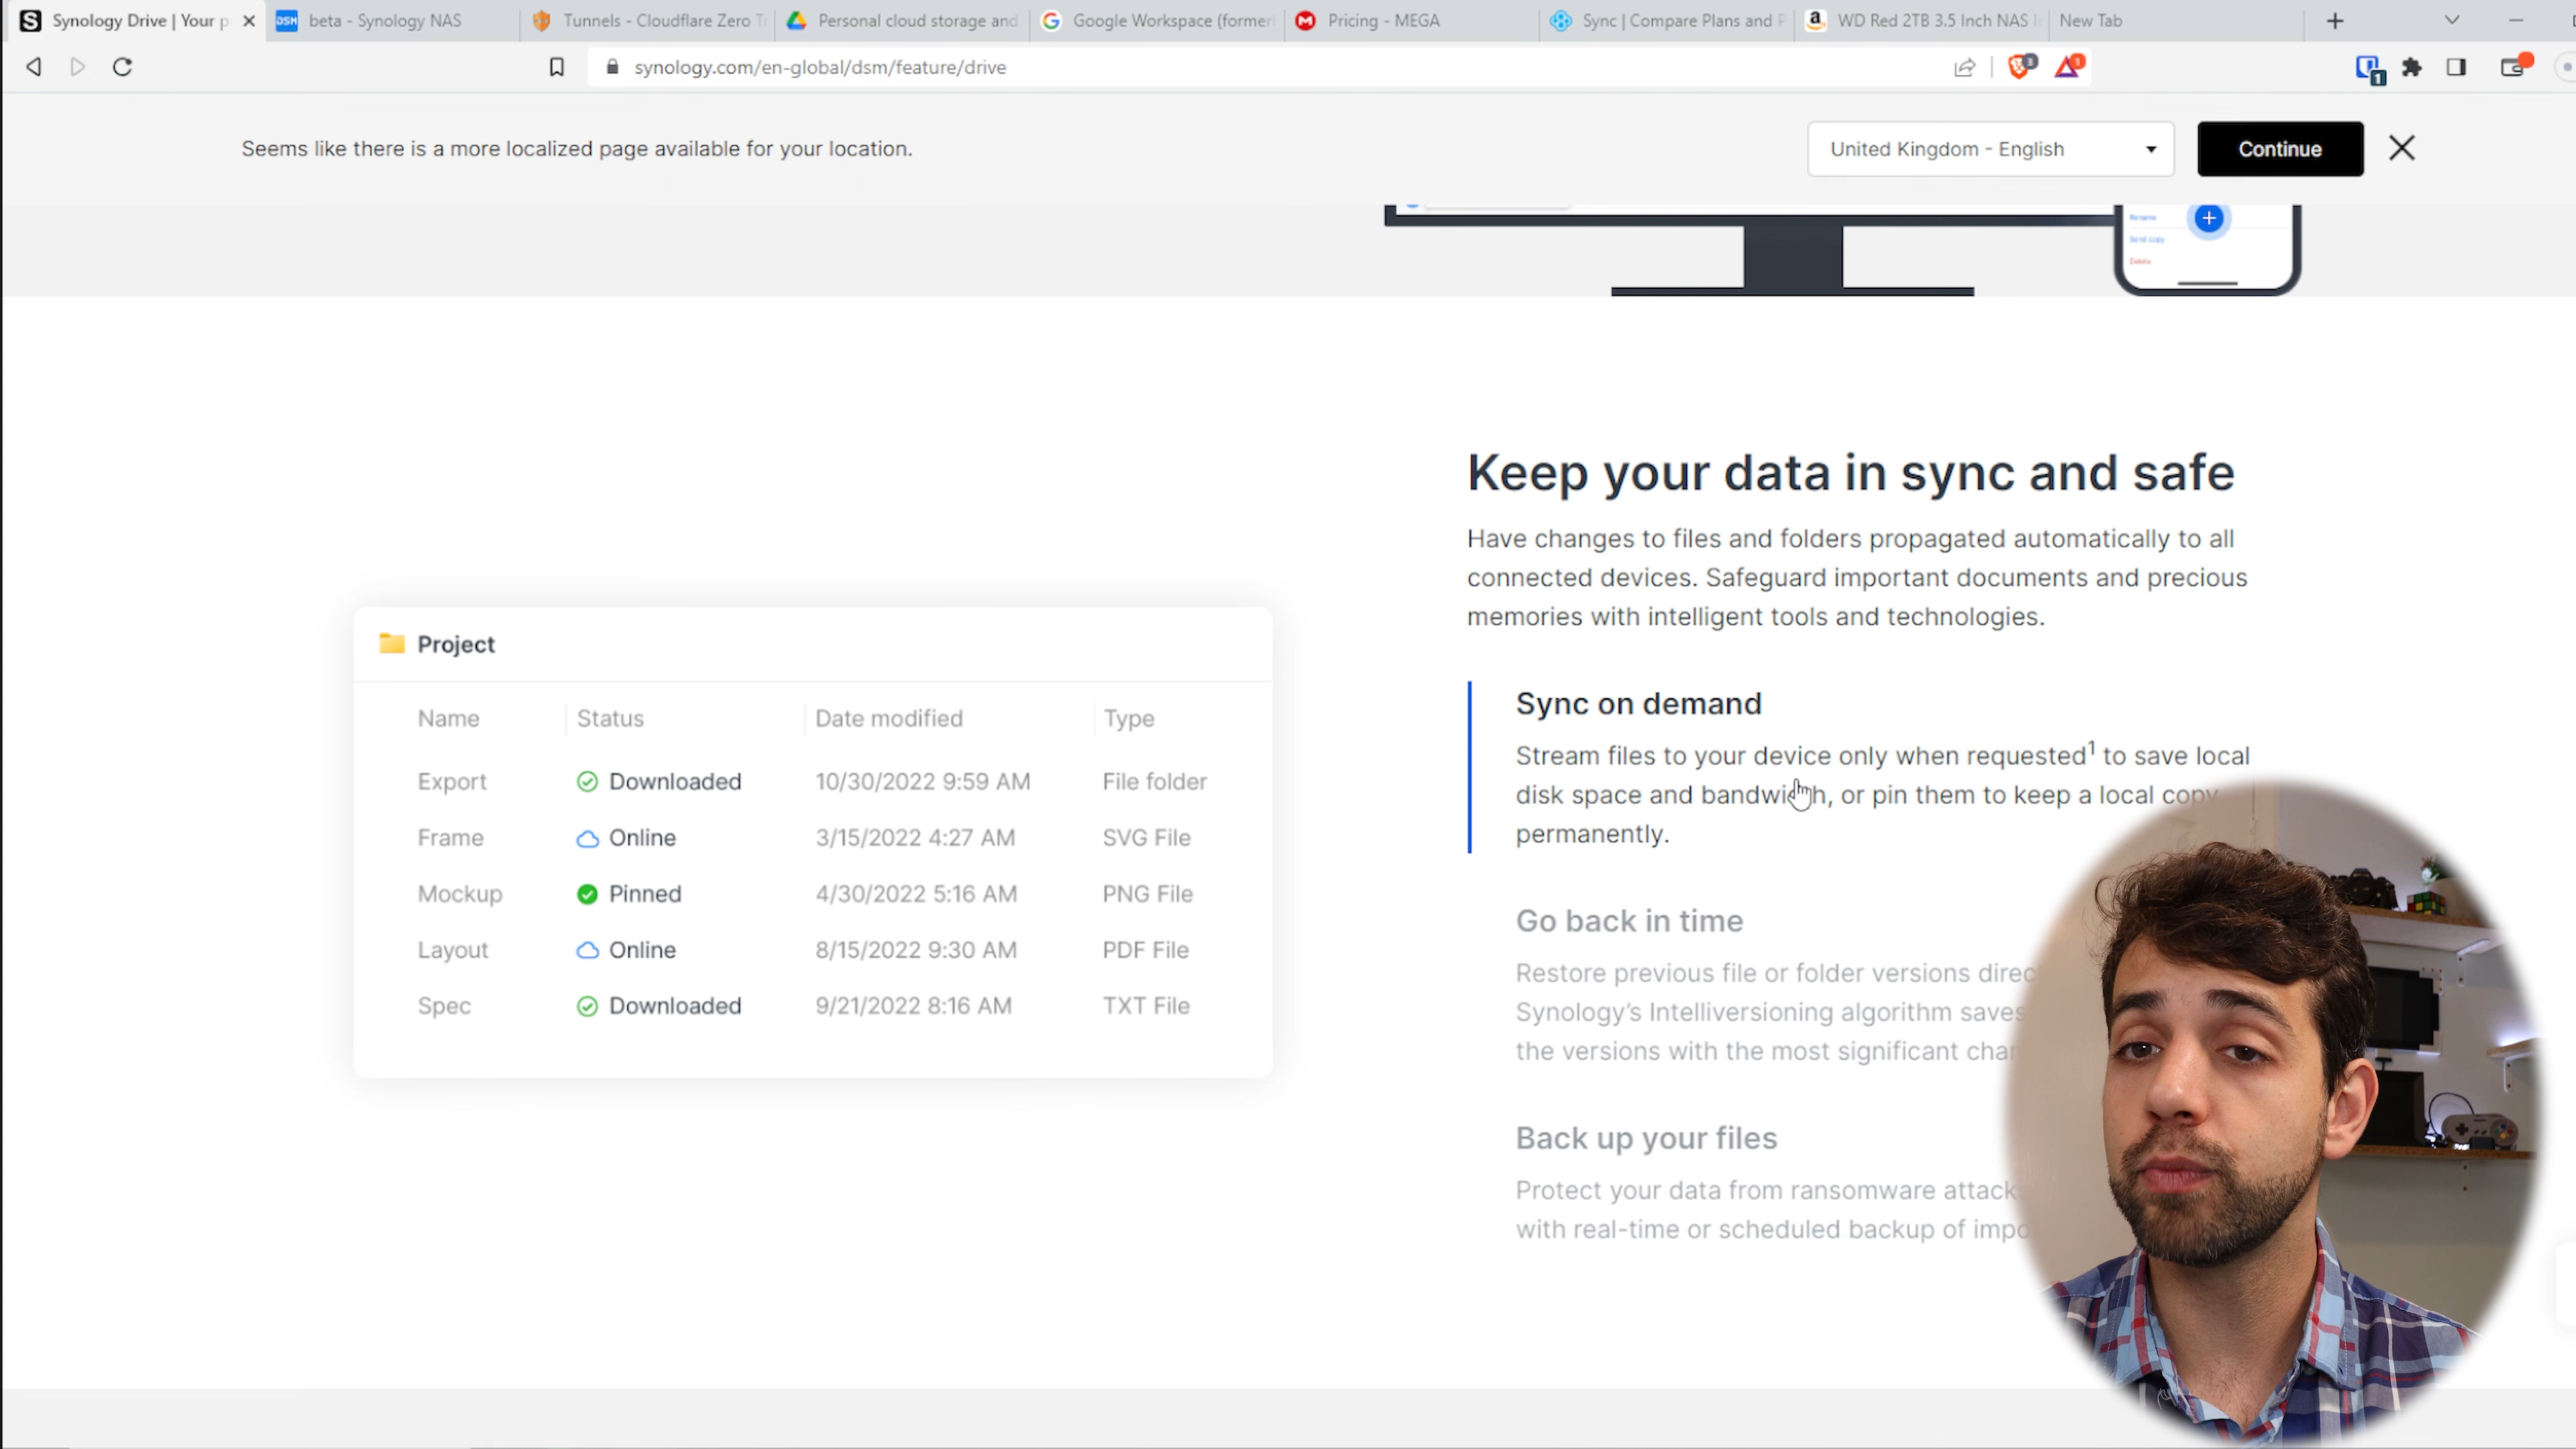 Synology Drive | Your p
beta - Synology NAS
Tunnels - Cloudflare Zero T
Personal cloud storage and
Google Workspace (former
Pricing - MEGA
Sync | Compare Plans and P
WD Red 2TB 3.5 Inch NAS I
New Tab
synology.com/en-global/dsm/feature/drive
3
1
1
Seems like there is a more localized page available for your location.
United Kingdom - English
Continue
Rename
Send copy
Delete
Keep your data in sync and safe
Have changes to files and folders propagated automatically to all
connected devices. Safeguard important documents and precious
memories with intelligent tools and technologies.
Project
Name Status Date modified Type
Export Downloaded 10/30/2022 9:59 AM File folder
Frame Online 3/15/2022 4:27 AM SVG File
Mockup Pinned 4/30/2022 5:16 AM PNG File
Layout Online 8/15/2022 9:30 AM PDF File
Spec Downloaded 9/21/2022 8:16 AM TXT File
Sync on demand
Stream files to your device only when requested¹ to save local
disk space and bandwidth, or pin them to keep a local copy
permanently.
Go back in time
Restore previous file or folder versions direc
Synology's Intelliversioning algorithm saves
the versions with the most significant cha
Back up your files
Protect your data from ransomware attack
with real-time or scheduled backup of impo